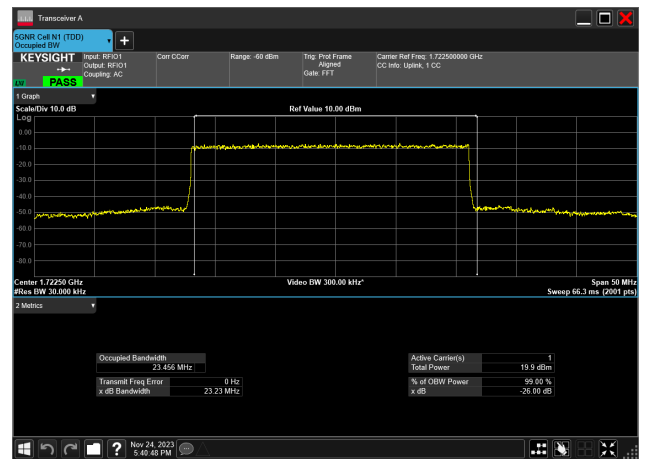 Transceiver A
5GNR Cell N1 (TDD)
Occupied BW
+
KEYSIGHT
LXI
PASS
Input: RFIO1
Output: RFIO1
Coupling: AC
Corr CCorr
Range: -60 dBm
Trig: Prot Frame
Aligned
Gate: FFT
Carrier Ref Freq: 1.722500000 GHz
CC Info: Uplink, 1 CC
1 Graph
Scale/Div 10.0 dB
Ref Value 10.00 dBm
Log
0.00
-10.0
-20.0
-30.0
-40.0
-50.0
-60.0
-70.0
-80.0
Center 1.72250 GHz
Video BW 300.00 kHz*
Span 50 MHz
#Res BW 30.000 kHz
Sweep 66.3 ms (2001 pts)
2 Metrics
Occupied Bandwidth
23.456 MHz
Transmit Freq Error 0 Hz
x dB Bandwidth 23.23 MHz
Active Carrier(s) 1
Total Power 19.9 dBm
% of OBW Power 99.00 %
x dB -26.00 dB
?
Nov 24, 2023
5:40:48 PM